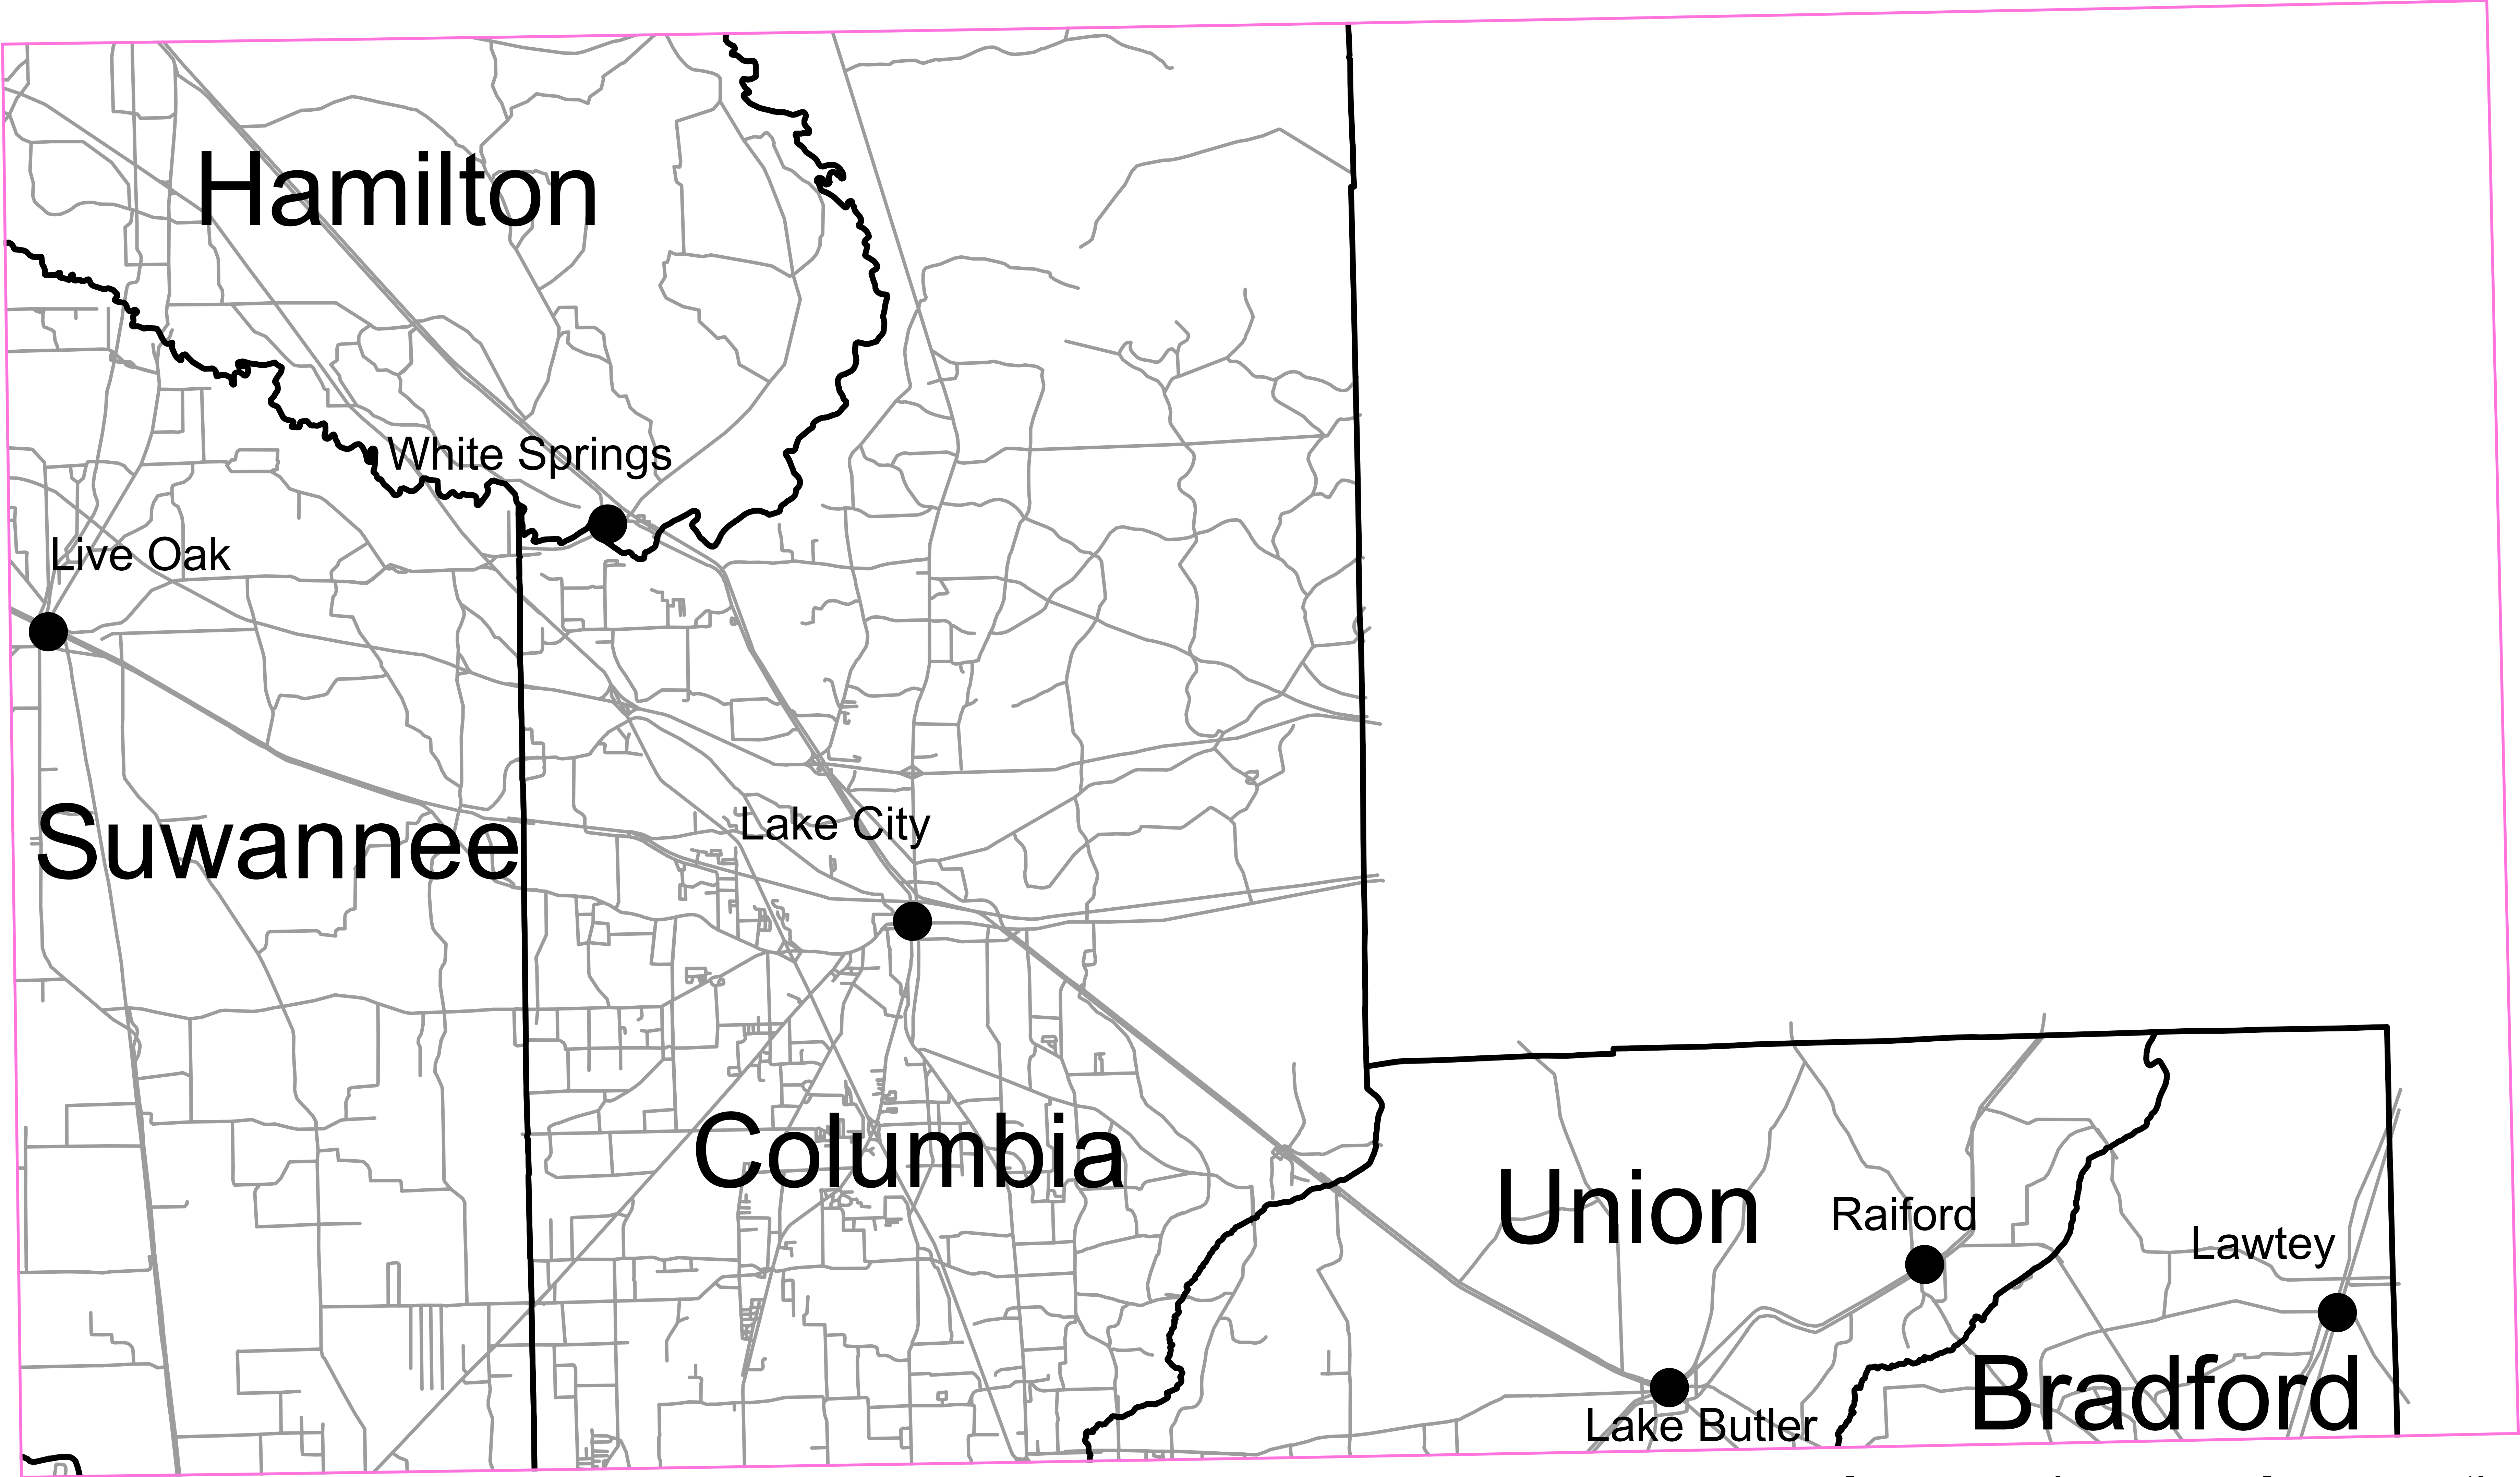 Hamilton
White Springs
Live Oak
Suwannee
Lake City
Columbia
Union
Raiford
Lawtey
Bradford
Lake Butler